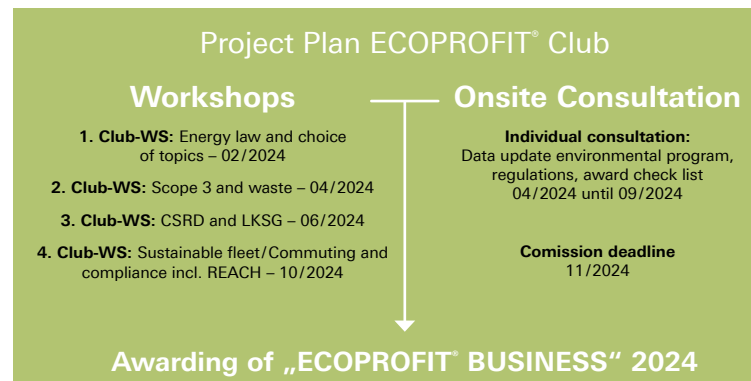 Project Plan ECOPROFIT® Club
Workshops
1. Club-WS: Energy law and choice
of topics – 02/2024
2. Club-WS: Scope 3 and waste – 04/2024
3. Club-WS: CSRD and LKSG – 06/2024
4. Club-WS: Sustainable fleet/Commuting and
compliance incl. REACH – 10/2024
Onsite Consultation
Individual consultation:
Data update environmental program,
regulations, award check list
04/2024 until 09/2024
Comission deadline
11/2024
Awarding of „ECOPROFIT® BUSINESS“ 2024